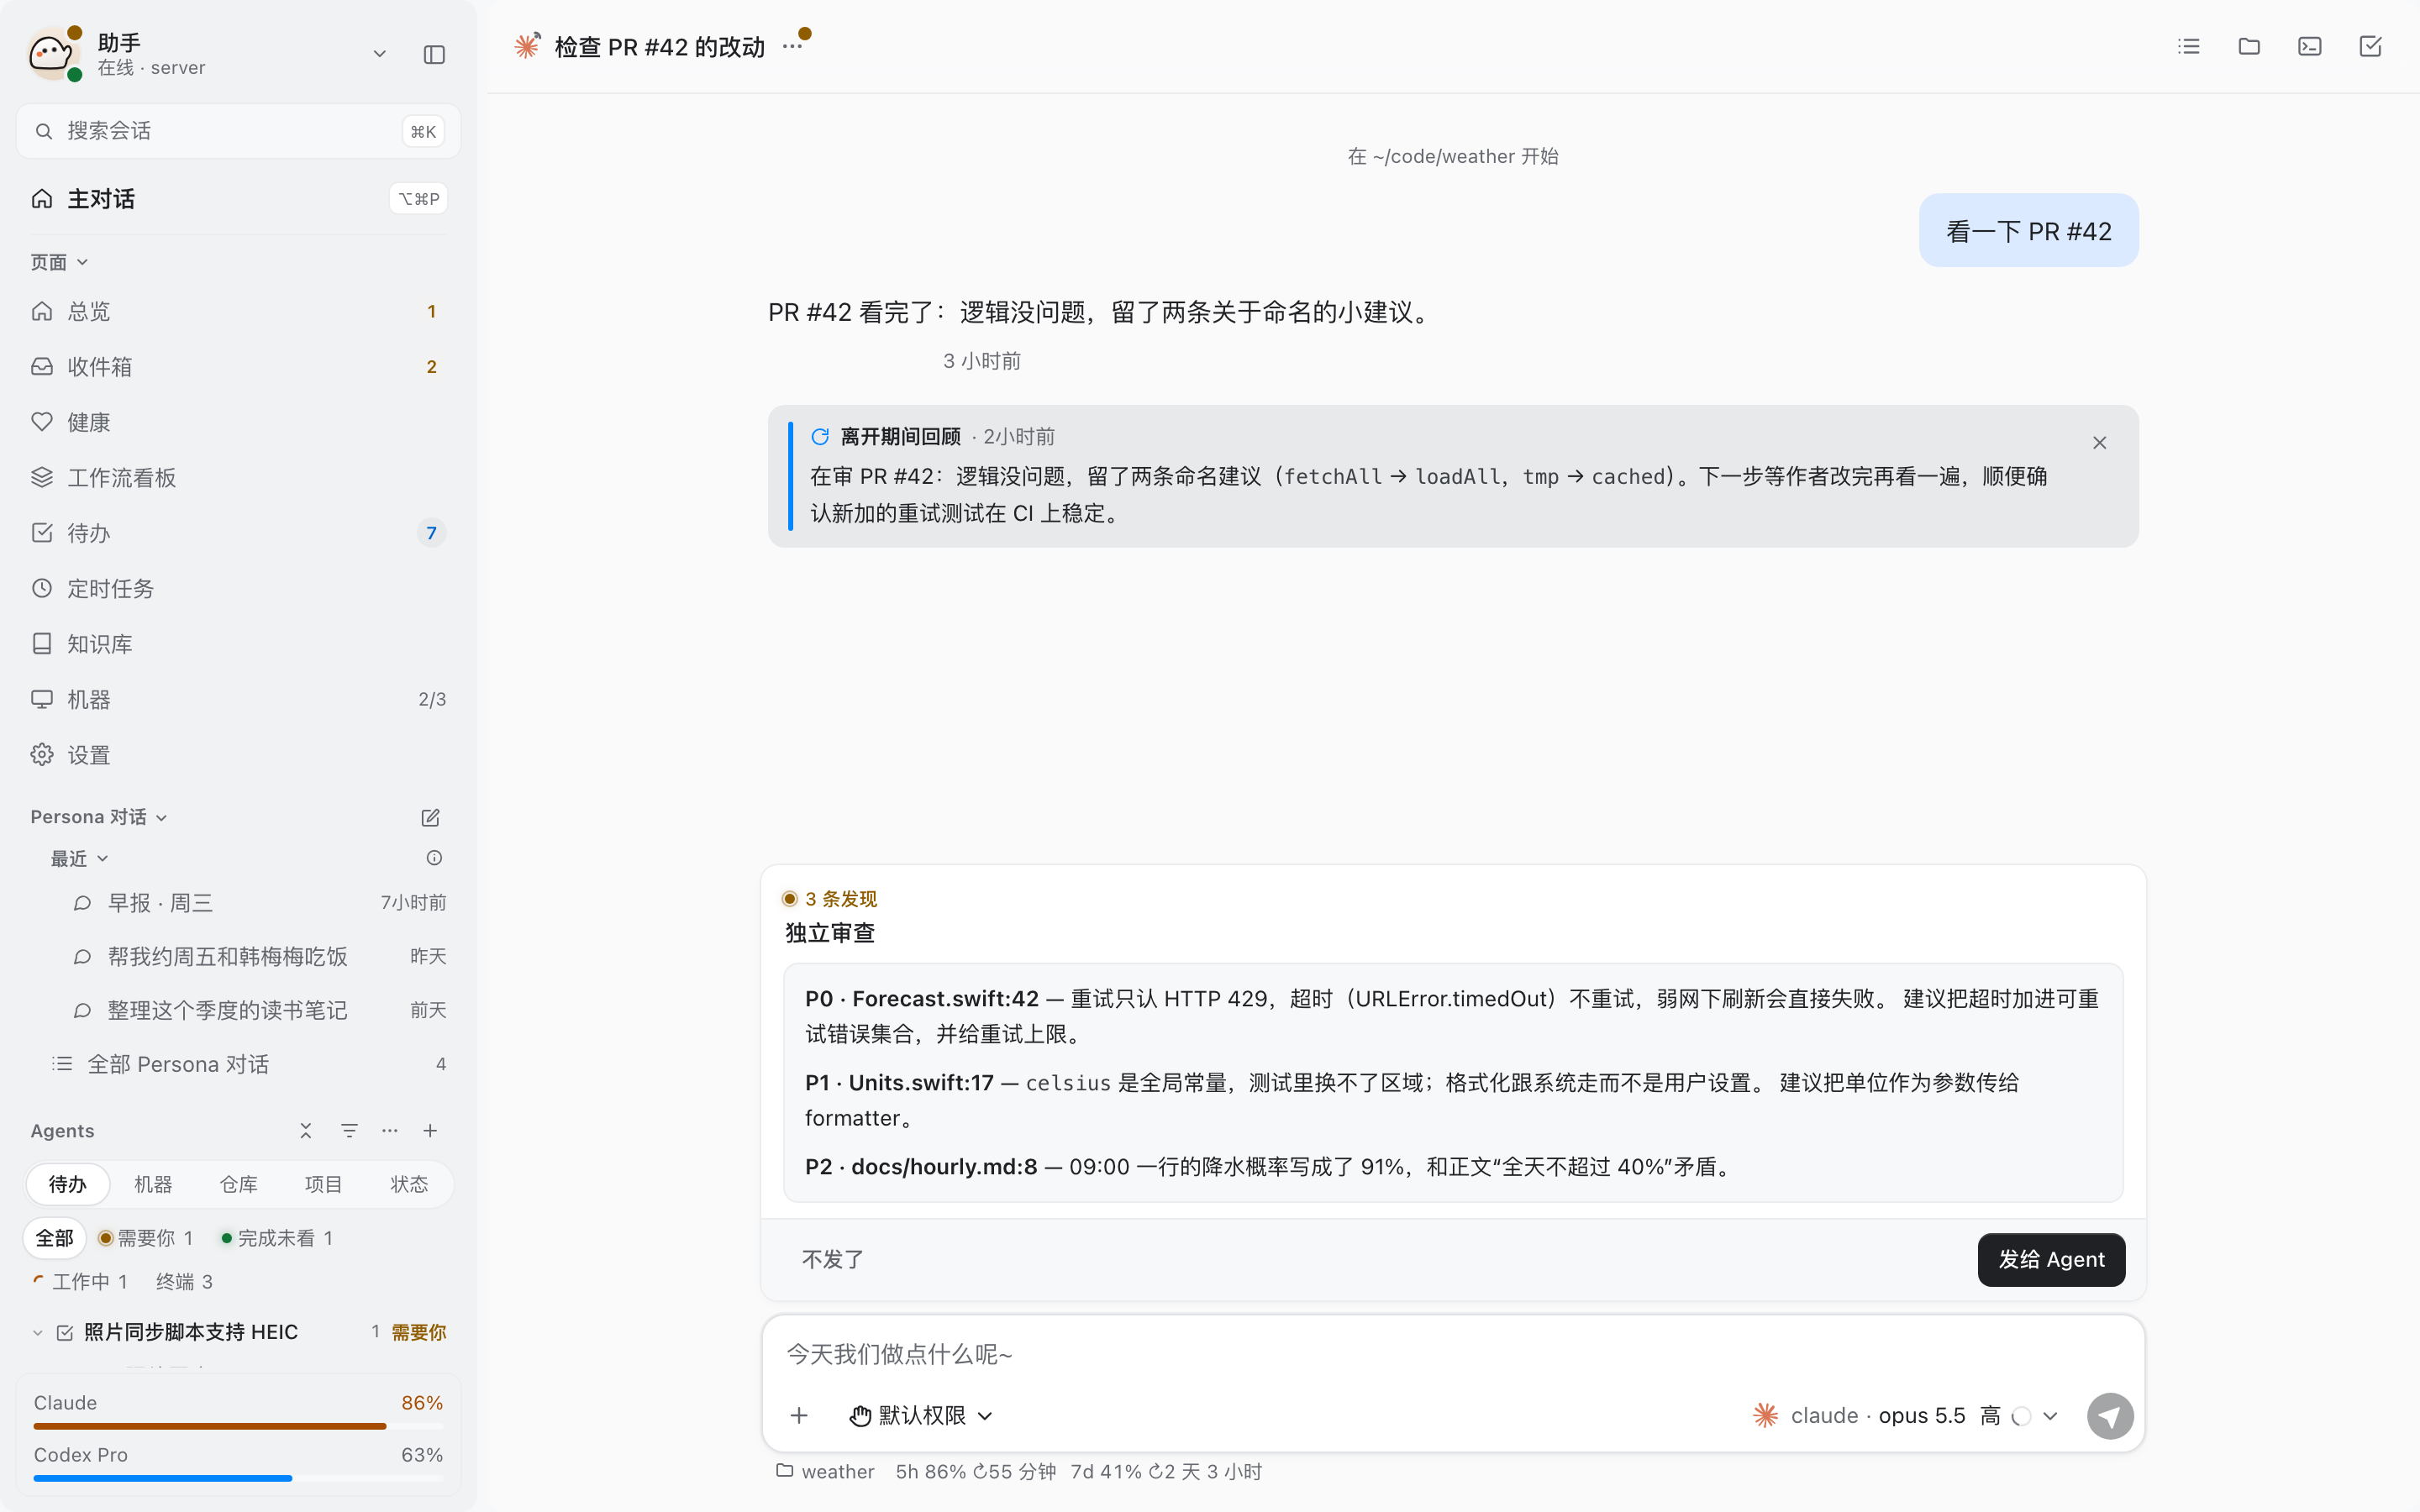 助手
在线 · server
搜索会话
⌘K
主对话
⌥⌘P
页面
总览
1
收件箱
2
健康
工作流看板
待办
7
定时任务
知识库
机器
2/3
设置
Persona 对话
最近
早报 · 周三
7小时前
帮我约周五和韩梅梅吃饭
昨天
整理这个季度的读书笔记
前天
全部 Persona 对话
4
Agents
待办
机器
仓库
项目
状态
全部
需要你 1
完成未看 1
工作中 1
终端 3
照片同步脚本支持 HEIC
1 需要你
Claude
86%
Codex Pro
63%
检查 PR #42 的改动
在 ~/code/weather 开始
看一下 PR #42
PR #42 看完了：逻辑没问题，留了两条关于命名的小建议。
3 小时前
离开期间回顾 · 2小时前
在审 PR #42：逻辑没问题，留了两条命名建议（fetchAll → loadAll，tmp → cached）。下一步等作者改完再看一遍，顺便确
认新加的重试测试在 CI 上稳定。
3 条发现
独立审查
P0 · Forecast.swift:42 — 重试只认 HTTP 429，超时（URLError.timedOut）不重试，弱网下刷新会直接失败。 建议把超时加进可重
试错误集合，并给重试上限。
P1 · Units.swift:17 — celsius 是全局常量，测试里换不了区域；格式化跟系统走而不是用户设置。 建议把单位作为参数传给
formatter。
P2 · docs/hourly.md:8 — 09:00 一行的降水概率写成了 91%，和正文“全天不超过 40%”矛盾。
不发了
发给 Agent
今天我们做点什么呢~
默认权限
claude · opus 5.5 高
weather 5h 86% ↻55 分钟 7d 41% ↻2 天 3 小时